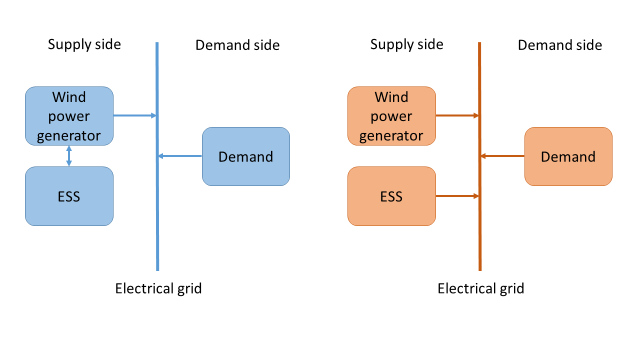 Supply side
Demand side
Wind
power
generator
Demand
ESS
Electrical grid
Supply side
Demand side
Wind
power
generator
Demand
ESS
Electrical grid